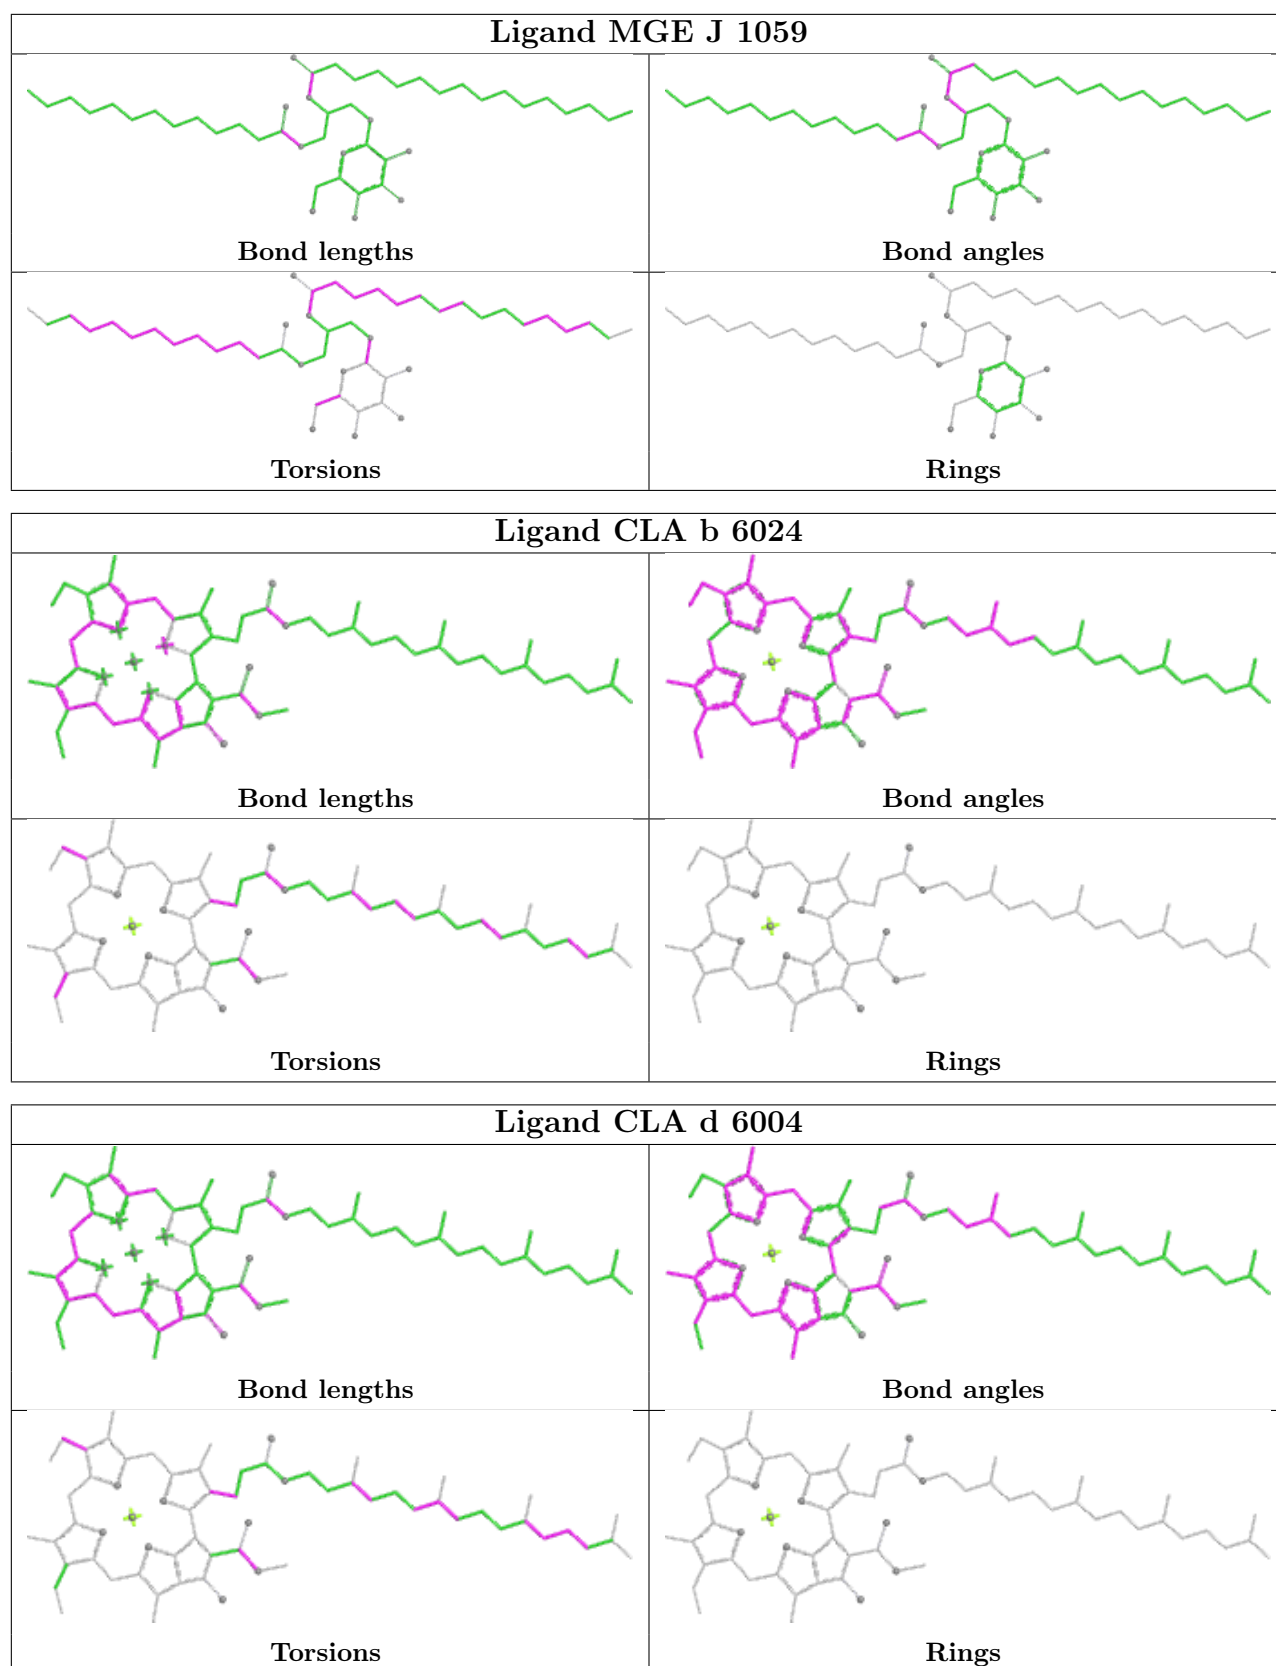 Ligand MGE J 1059
Bond lengths
Bond angles
Torsions
Rings
Ligand CLA b 6024
Bond lengths
Bond angles
Torsions
Rings
Ligand CLA d 6004
Bond lengths
Bond angles
Torsions
Rings